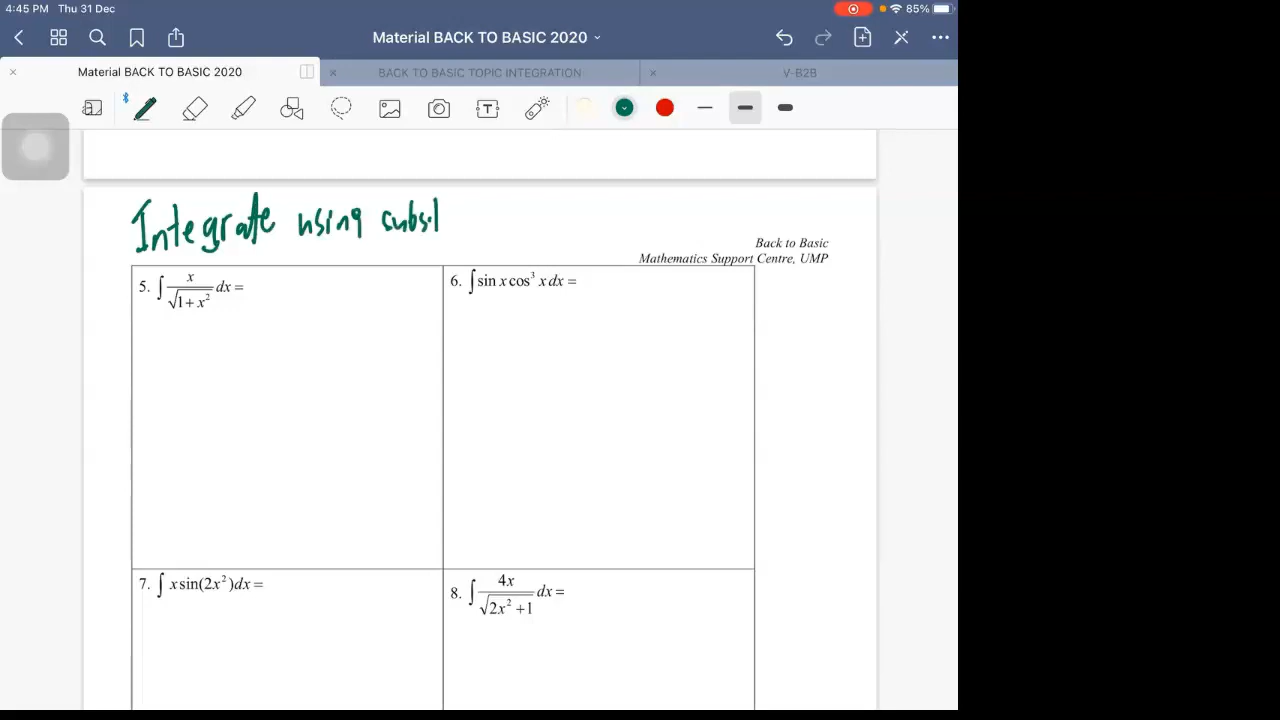 4:45 PM Thu 31 Dec
85%
Material BACK TO BASIC 2020
Material BACK TO BASIC 2020
BACK TO BASIC TOPIC INTEGRATION
V-B2B
Integrate using subst
Back to Basic
Mathematics Support Centre, UMP
5. ∫ x/√(1 + x²) dx =
6. ∫ sin x cos³ x dx =
7. ∫ x sin(2x²) dx =
8. ∫ 4x/√(2x² + 1) dx =